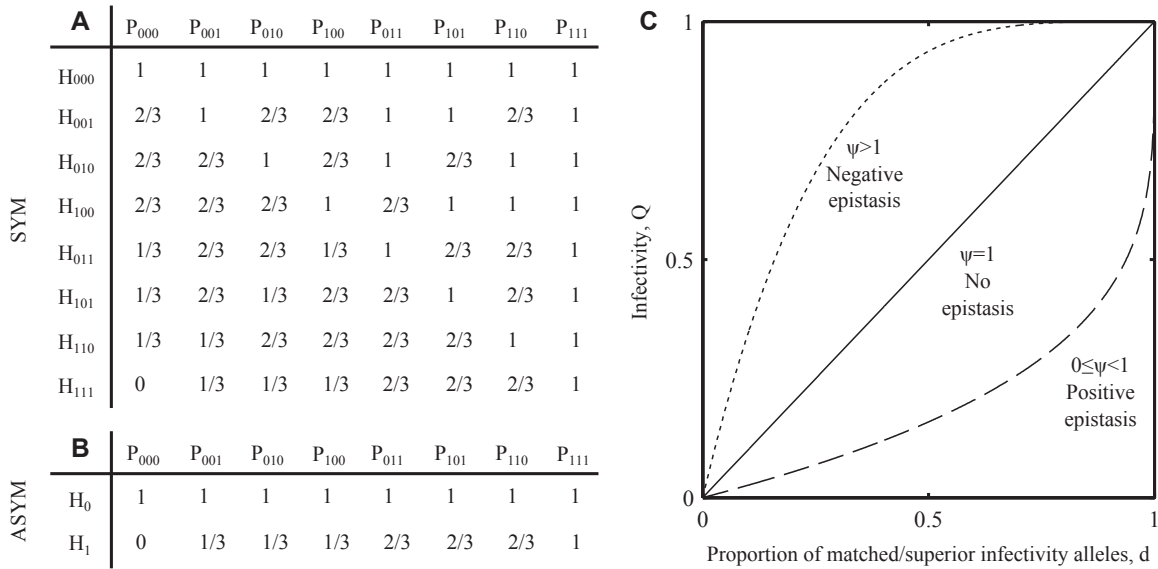 A P₀₀₀ P₀₀₁ P₀₁₀ P₁₀₀ P₀₁₁ P₁₀₁ P₁₁₀ P₁₁₁
H₀₀₀ 1 1 1 1 1 1 1 1
H₀₀₁ 2/3 1 2/3 2/3 1 1 2/3 1
H₀₁₀ 2/3 2/3 1 2/3 1 2/3 1 1
H₁₀₀ 2/3 2/3 2/3 1 2/3 1 1 1
H₀₁₁ 1/3 2/3 2/3 1/3 1 2/3 2/3 1
H₁₀₁ 1/3 2/3 1/3 2/3 2/3 1 2/3 1
H₁₁₀ 1/3 1/3 2/3 2/3 2/3 2/3 1 1
H₁₁₁ 0 1/3 1/3 1/3 2/3 2/3 2/3 1
SYM
B P₀₀₀ P₀₀₁ P₀₁₀ P₁₀₀ P₀₁₁ P₁₀₁ P₁₁₀ P₁₁₁
H₀ 1 1 1 1 1 1 1 1
H₁ 0 1/3 1/3 1/3 2/3 2/3 2/3 1
ASYM
C
1
0.5
0
Infectivity, Q
ψ>1
Negative
epistasis
ψ=1
No
epistasis
0≤ψ<1
Positive
epistasis
0 0.5 1
Proportion of matched/superior infectivity alleles, d